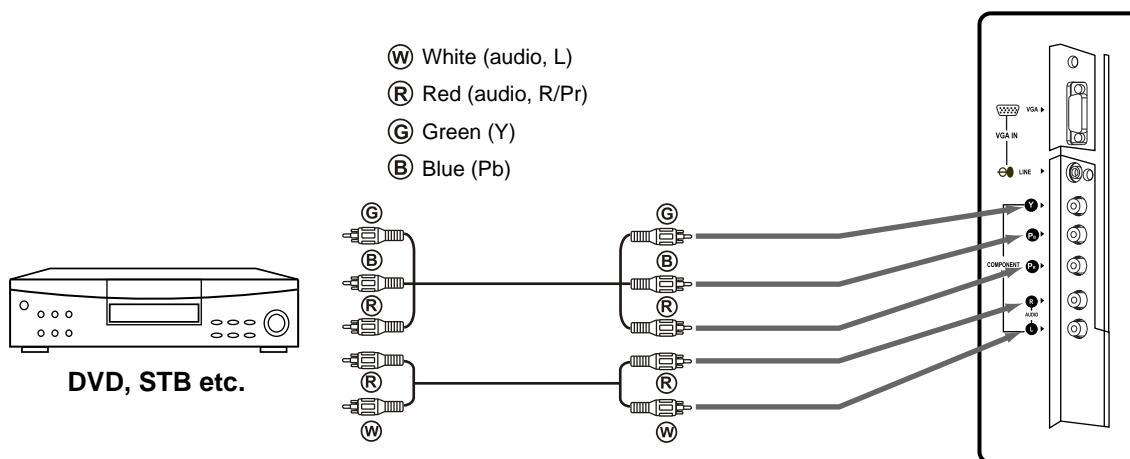 W White (audio, L)
R Red (audio, R/Pr)
G Green (Y)
B Blue (Pb)
VGA
VGA IN
LINE
G
G
Y
B
B
PB
COMPONENT
PR
R
R
R
AUDIO
L
R
R
W
W
DVD, STB etc.